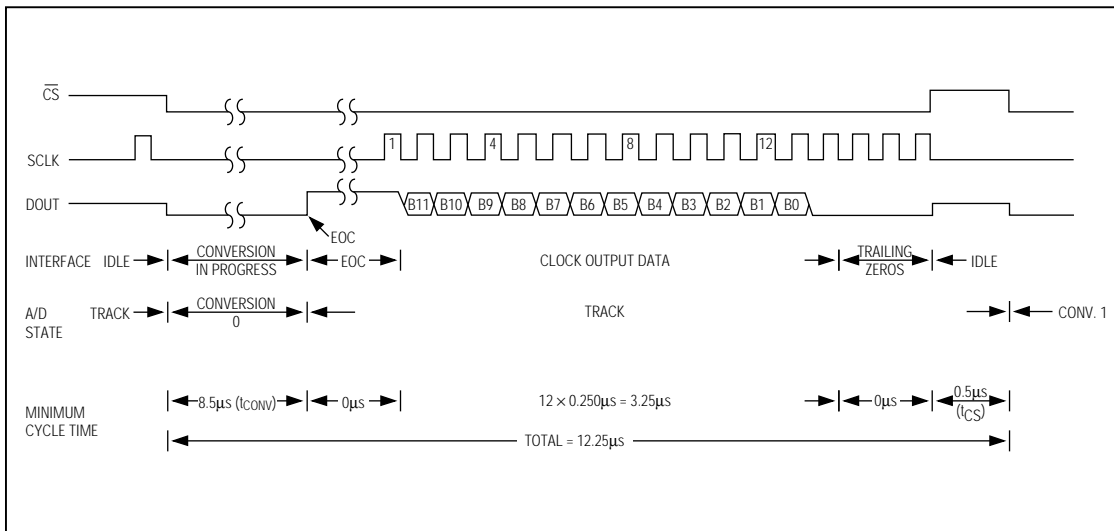 CS
SCLK
1 4 8 12
DOUT
B11 B10 B9 B8 B7 B6 B5 B4 B3 B2 B1 B0
EOC
INTERFACE IDLE CONVERSION IN PROGRESS EOC CLOCK OUTPUT DATA TRAILING ZEROS IDLE
A/D STATE TRACK CONVERSION 0 TRACK CONV. 1
MINIMUM CYCLE TIME 8.5µs (tCONV) 0µs 12 × 0.250µs = 3.25µs 0µs 0.5µs (tCS)
TOTAL = 12.25µs